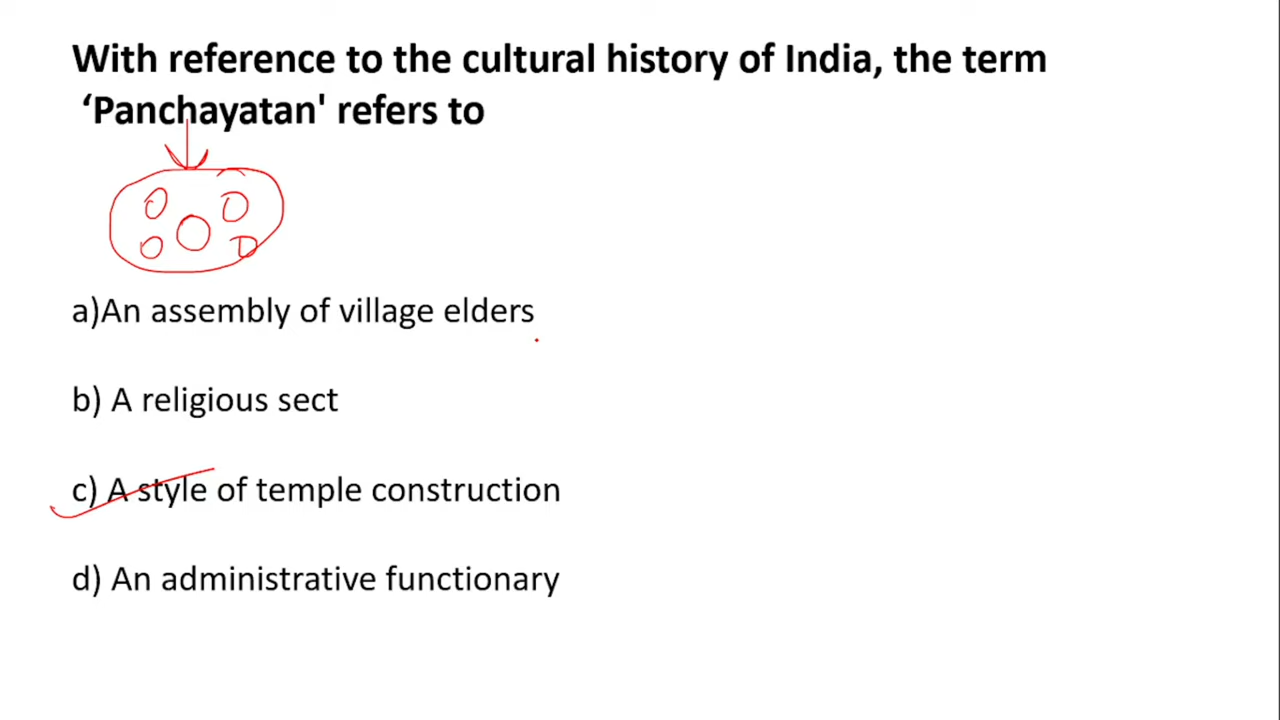 With reference to the cultural history of India, the term
‘Panchayatan' refers to
a)An assembly of village elders
b) A religious sect
c) A style of temple construction
d) An administrative functionary